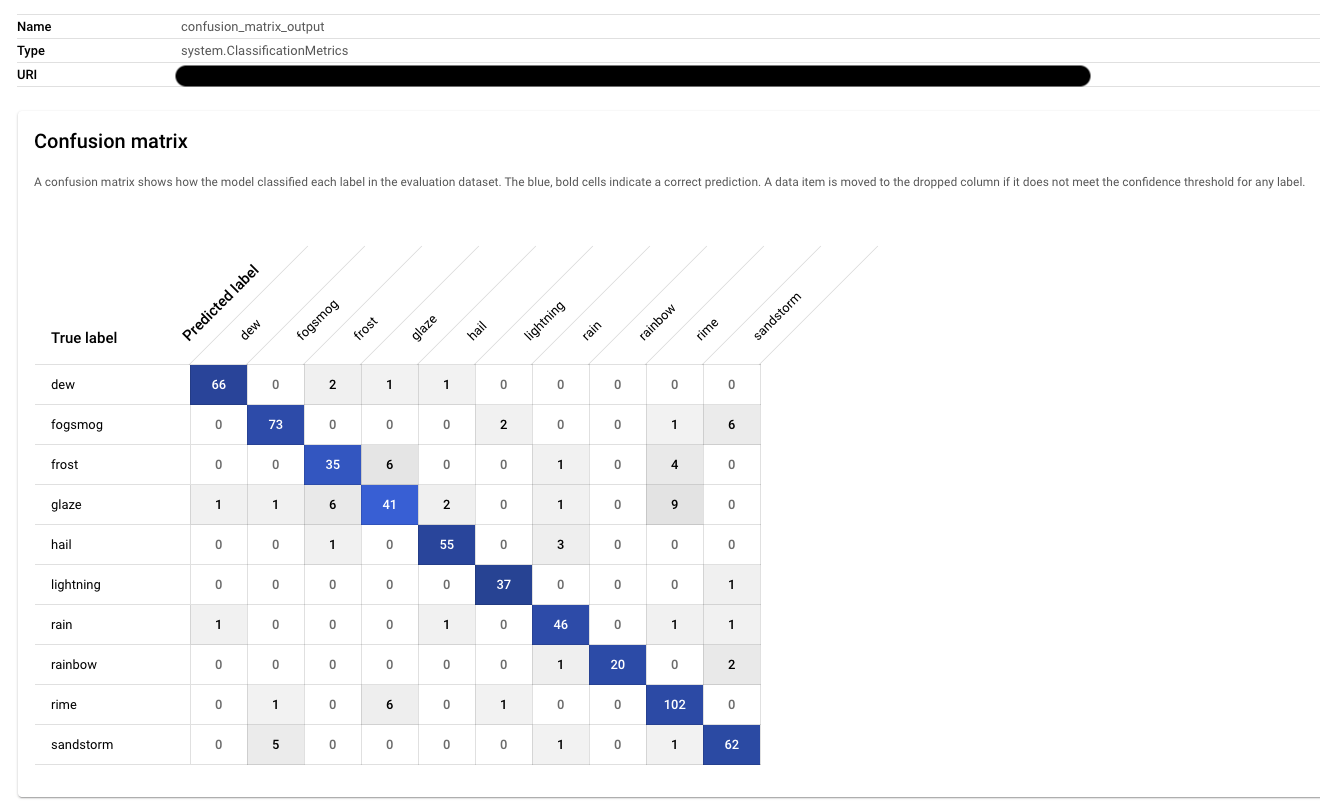 Name confusion_matrix_output
Type system.ClassificationMetrics
URI
Confusion matrix
A confusion matrix shows how the model classified each label in the evaluation dataset. The blue, bold cells indicate a correct prediction. A data item is moved to the dropped column if it does not meet the confidence threshold for any label.
True label Predicted label dew fogsmog frost glaze hail lightning rain rainbow rime sandstorm
dew 66 0 2 1 1 0 0 0 0 0
fogsmog 0 73 0 0 0 2 0 0 1 6
frost 0 0 35 6 0 0 1 0 4 0
glaze 1 1 6 41 2 0 1 0 9 0
hail 0 0 1 0 55 0 3 0 0 0
lightning 0 0 0 0 0 37 0 0 0 1
rain 1 0 0 0 1 0 46 0 1 1
rainbow 0 0 0 0 0 0 1 20 0 2
rime 0 1 0 6 0 1 0 0 102 0
sandstorm 0 5 0 0 0 0 1 0 1 62